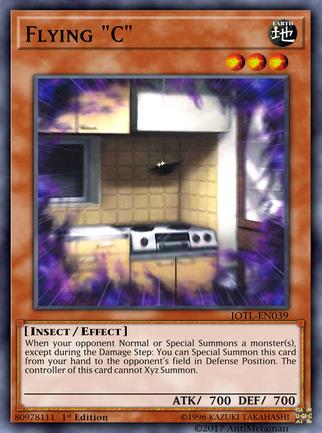 Flying "C"
EARTH
地
JOTL-EN039
[Insect / Effect]
When your opponent Normal or Special Summons a monster(s),
except during the Damage Step: You can Special Summon this card
from your hand to the opponent's field in Defense Position. The
controller of this card cannot Xyz Summon.
ATK/ 700 DEF/ 700
80978111 1st Edition ©1996 KAZUKI TAKAHASHI
©2017 AntiMetaman